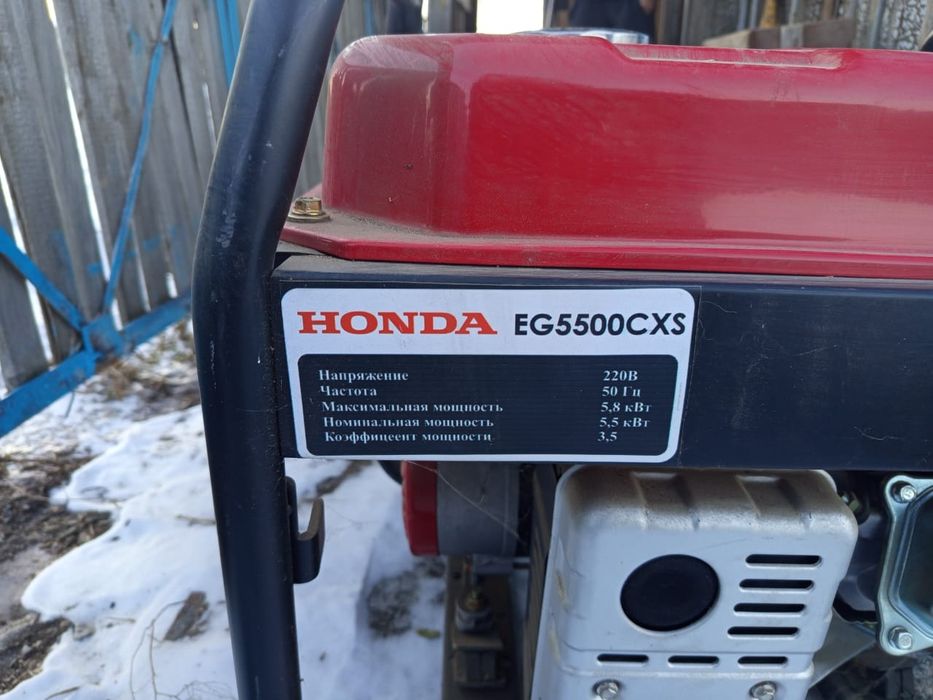 HONDA EG5500CXS
Напряжение 220В
Частота 50 Гц
Максимальная мощность 5,8 кВт
Номинальная мощность 5,5 кВт
Коэффицеент мощности 3,5